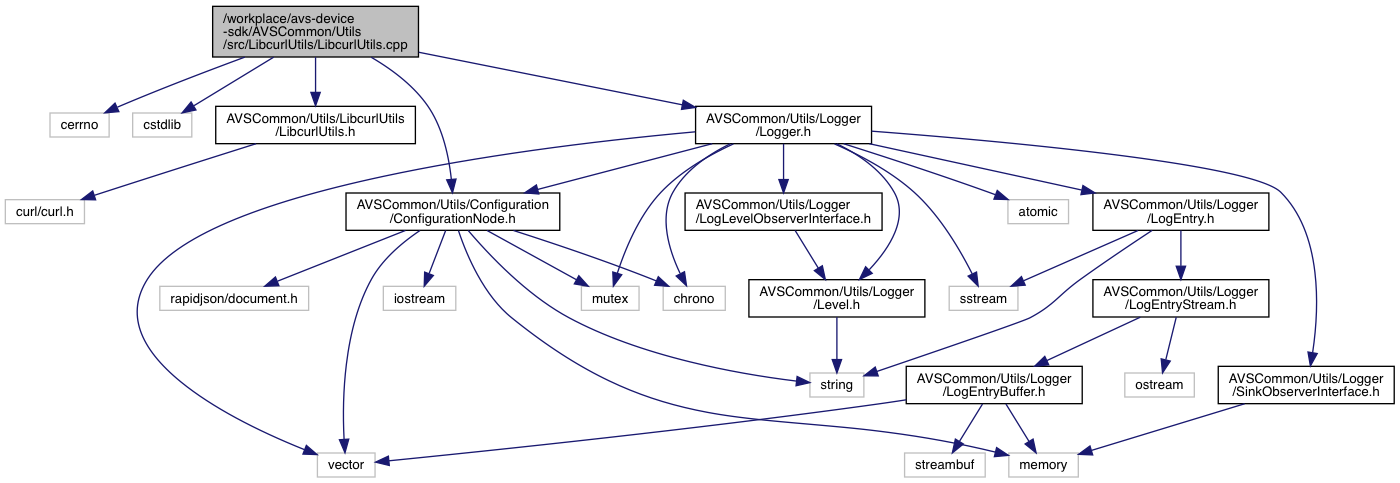 /workplace/avs-device
-sdk/AVSCommon/Utils
/src/LibcurlUtils/LibcurlUtils.cpp
cerrno
cstdlib
AVSCommon/Utils/LibcurlUtils
/LibcurlUtils.h
AVSCommon/Utils/Logger
/Logger.h
curl/curl.h
AVSCommon/Utils/Configuration
/ConfigurationNode.h
AVSCommon/Utils/Logger
/LogLevelObserverInterface.h
atomic
AVSCommon/Utils/Logger
/LogEntry.h
rapidjson/document.h
iostream
mutex
chrono
AVSCommon/Utils/Logger
/Level.h
sstream
AVSCommon/Utils/Logger
/LogEntryStream.h
string
AVSCommon/Utils/Logger
/LogEntryBuffer.h
ostream
AVSCommon/Utils/Logger
/SinkObserverInterface.h
vector
streambuf
memory